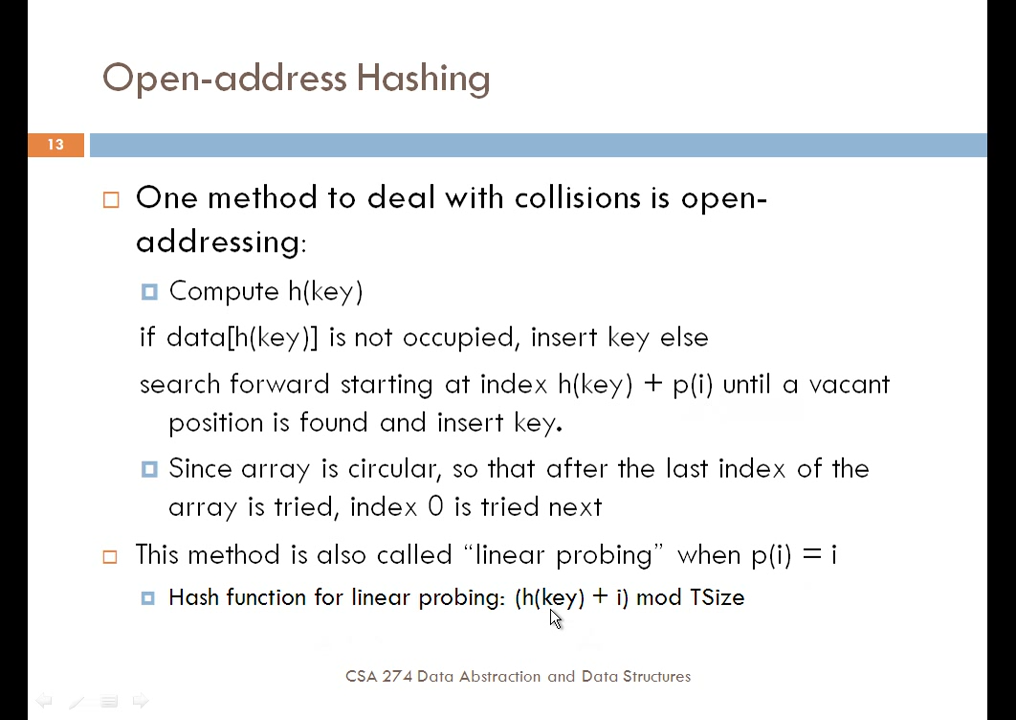 Open-address Hashing
13
One method to deal with collisions is open-
addressing:
Compute h(key)
if data[h(key)] is not occupied, insert key else
search forward starting at index h(key) + p(i) until a vacant
position is found and insert key.
Since array is circular, so that after the last index of the
array is tried, index 0 is tried next
This method is also called “linear probing” when p(i) = i
Hash function for linear probing: (h(key) + i) mod TSize
CSA 274 Data Abstraction and Data Structures